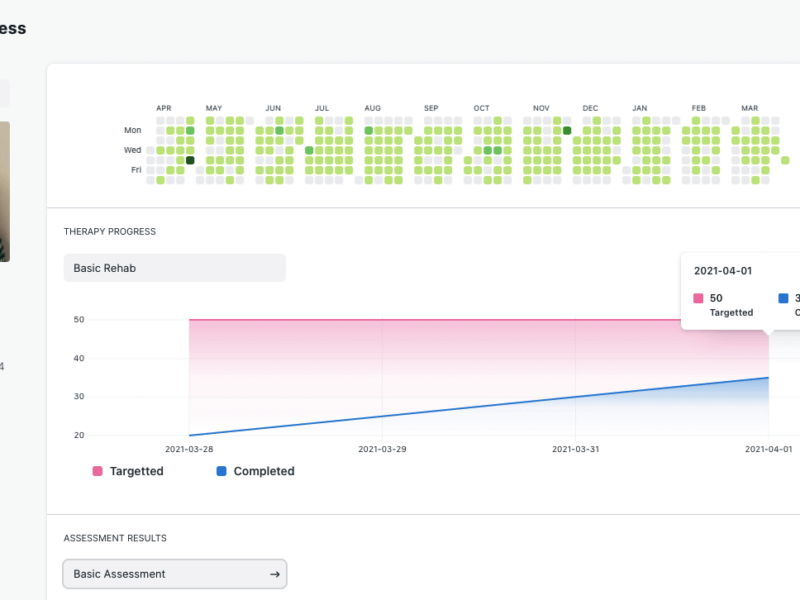 ess
APR MAY JUN JUL AUG SEP OCT NOV DEC JAN FEB MAR
Mon
Wed
Fri
THERAPY PROGRESS
Basic Rehab
2021-04-01
50 3
Targetted C
50
40
30
20
4
2021-03-28 2021-03-29 2021-03-31 2021-04-01
Targetted Completed
ASSESSMENT RESULTS
Basic Assessment →